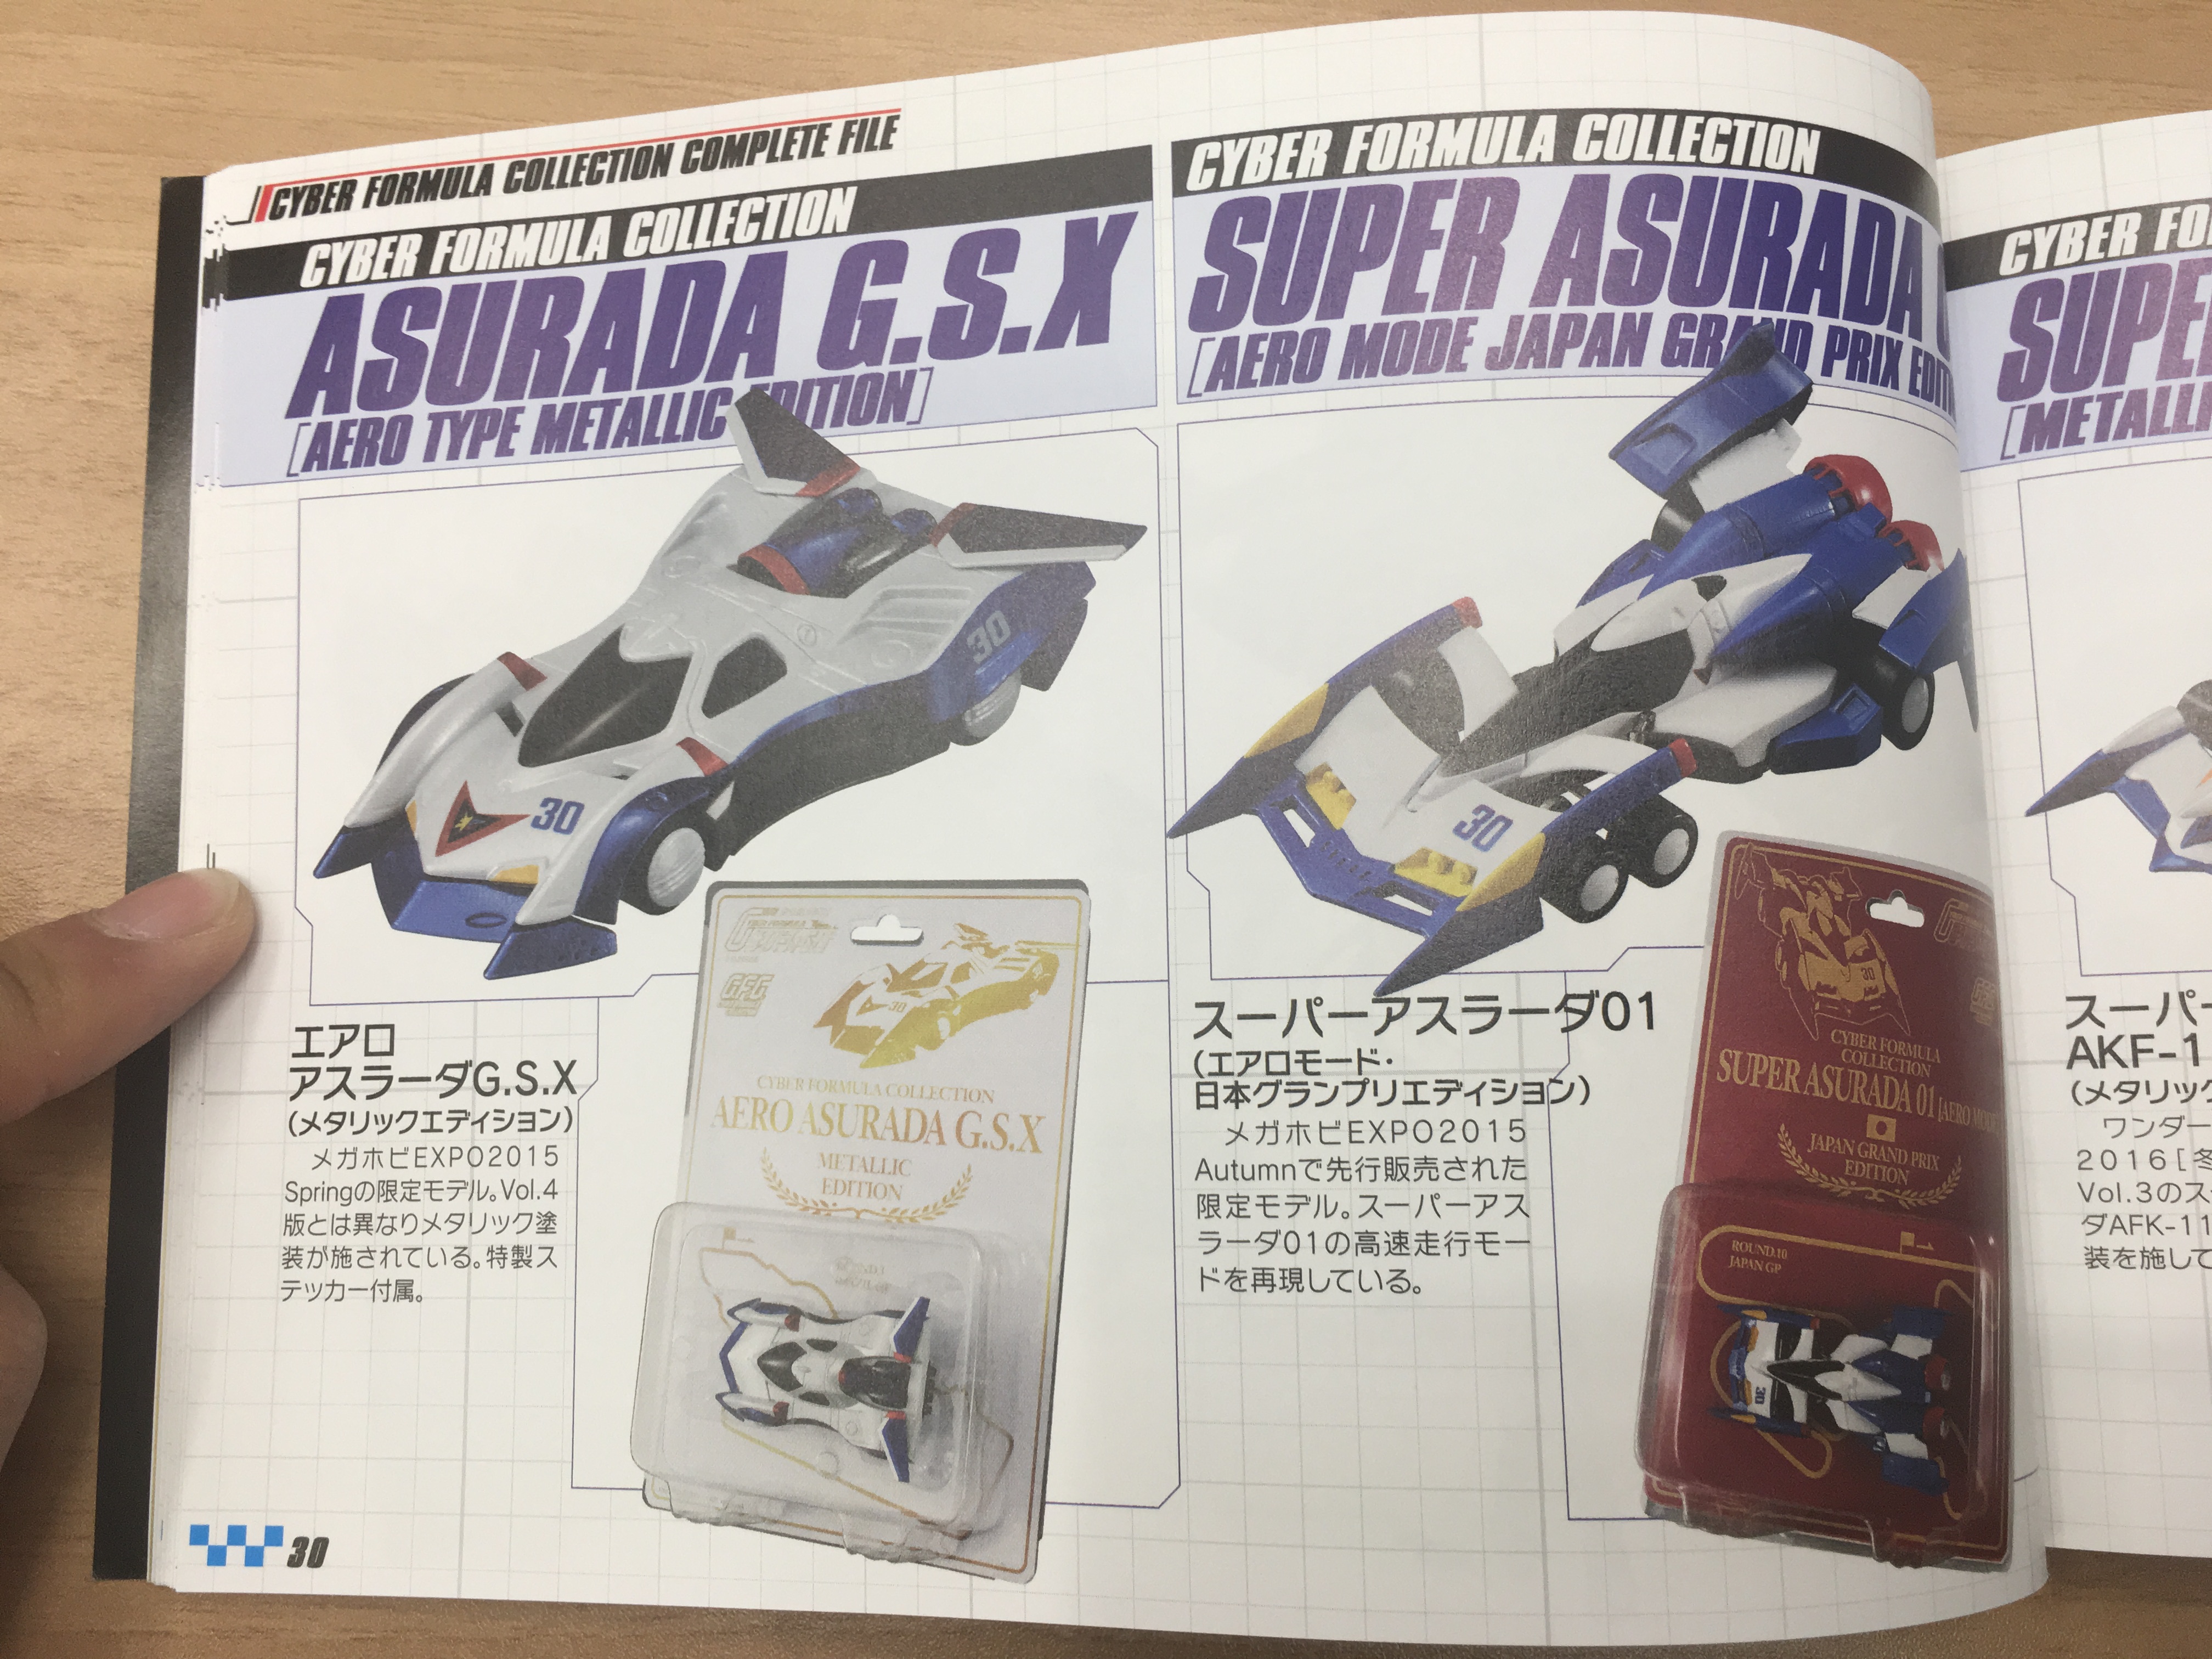 CYBER FORMULA COLLECTION COMPLETE FILE
CYBER FORMULA COLLECTION
ASURADA G.S.X
[AERO TYPE METALLIC EDITION]
30
30
エアロ
アスラーダG.S.X
(メタリックエディション)
メガホビEXPO2015
Springの限定モデル。Vol.4
版とは異なりメタリック塗
装が施されている。特製ス
テッカー付属。
GFG
30
CYBER FORMULA COLLECTION
AERO ASURADA G.S.X
METALLIC
EDITION
30
CYBER FORMULA COLLECTION
SUPER ASURADA
[AERO MODE JAPAN GRAND PRIX
30
スーパーアスラーダ01
(エアロモード・
日本グランプリエディション)
メガホビEXPO2015
Autumnで先行販売された
限定モデル。スーパーアス
ラーダ01の高速走行モー
ドを再現している。
30
CYBER FORMULA
COLLECTION
SUPER ASURADA 01 [AERO MODE
JAPAN GRAND PRIX
EDITION
ROUND.10
JAPAN GP
30
CYBER
スーパ
AKF-1
(メタリッ
ワンダー
2016[冬
Vol.3のス
ダAFK-11
装を施して